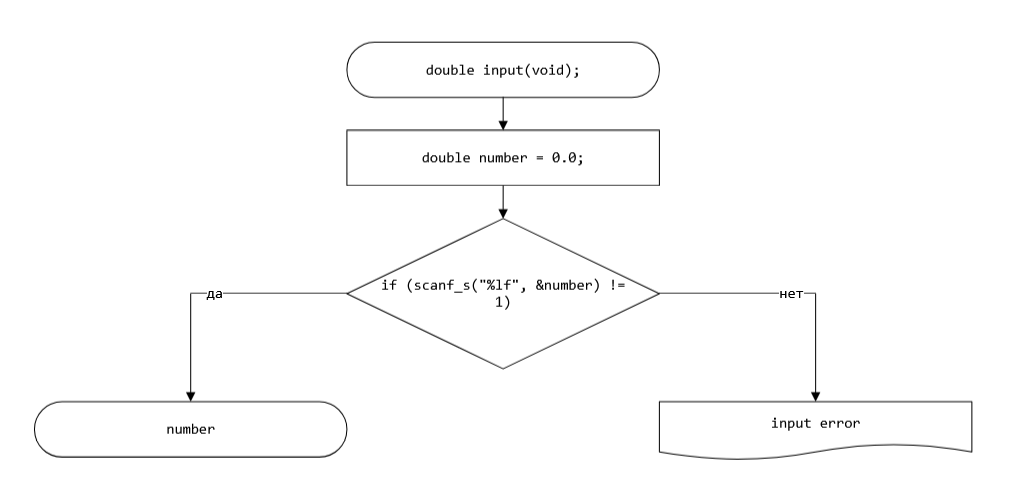 double input(void);
double number = 0.0;
if (scanf_s("%lf", &number) !=
1)
да
нет
number
input error